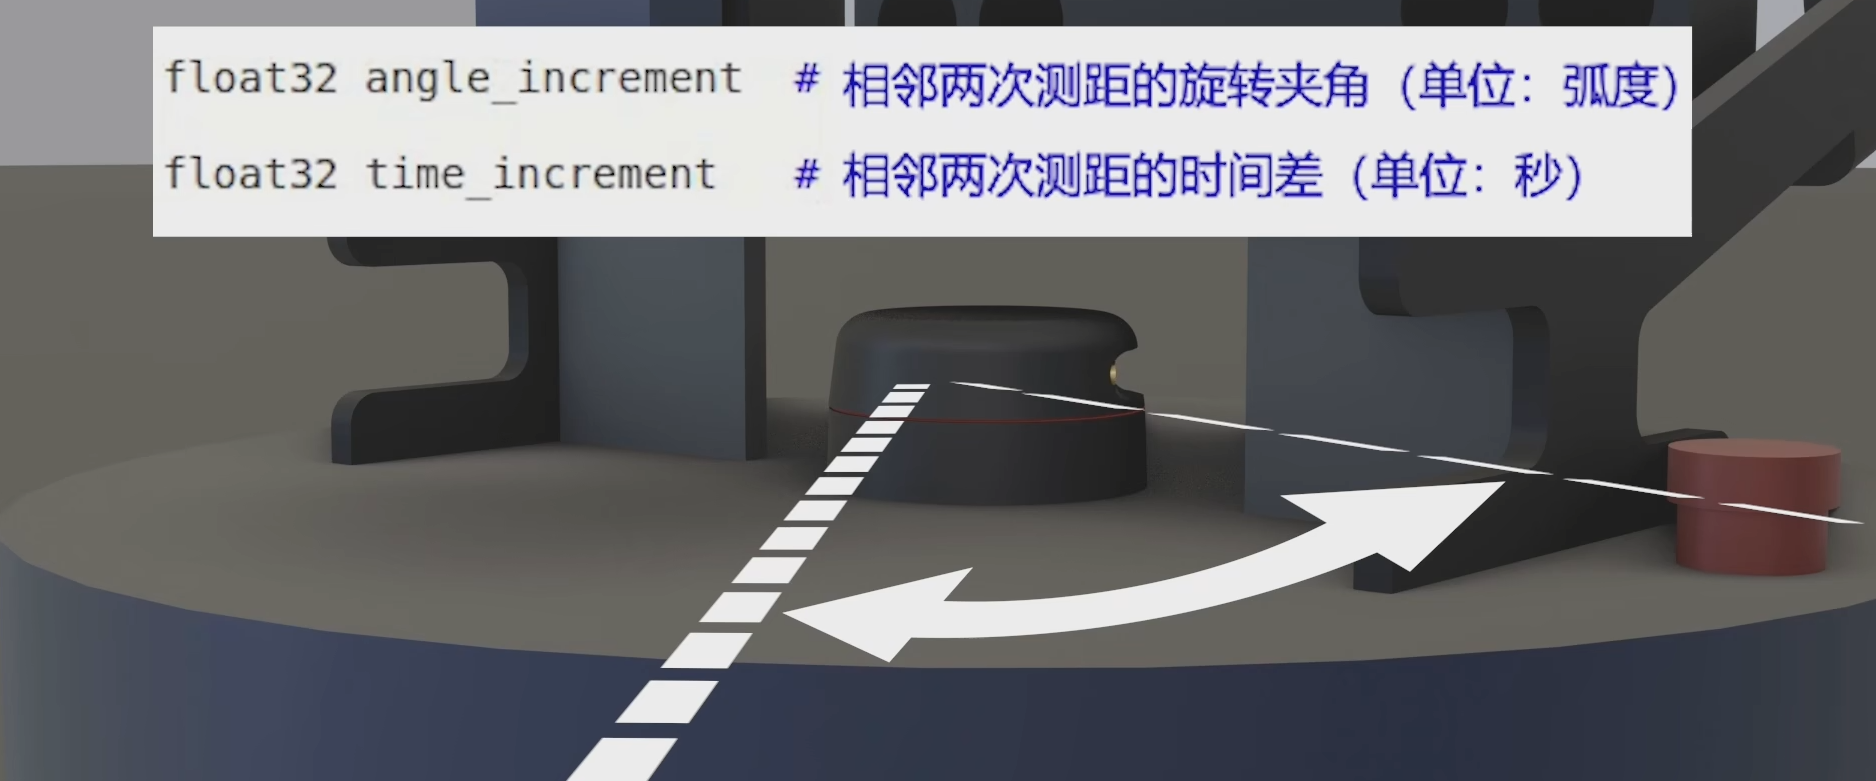 float32 angle_increment # 相邻两次测距的旋转夹角（单位：弧度）
float32 time_increment # 相邻两次测距的时间差（单位：秒）